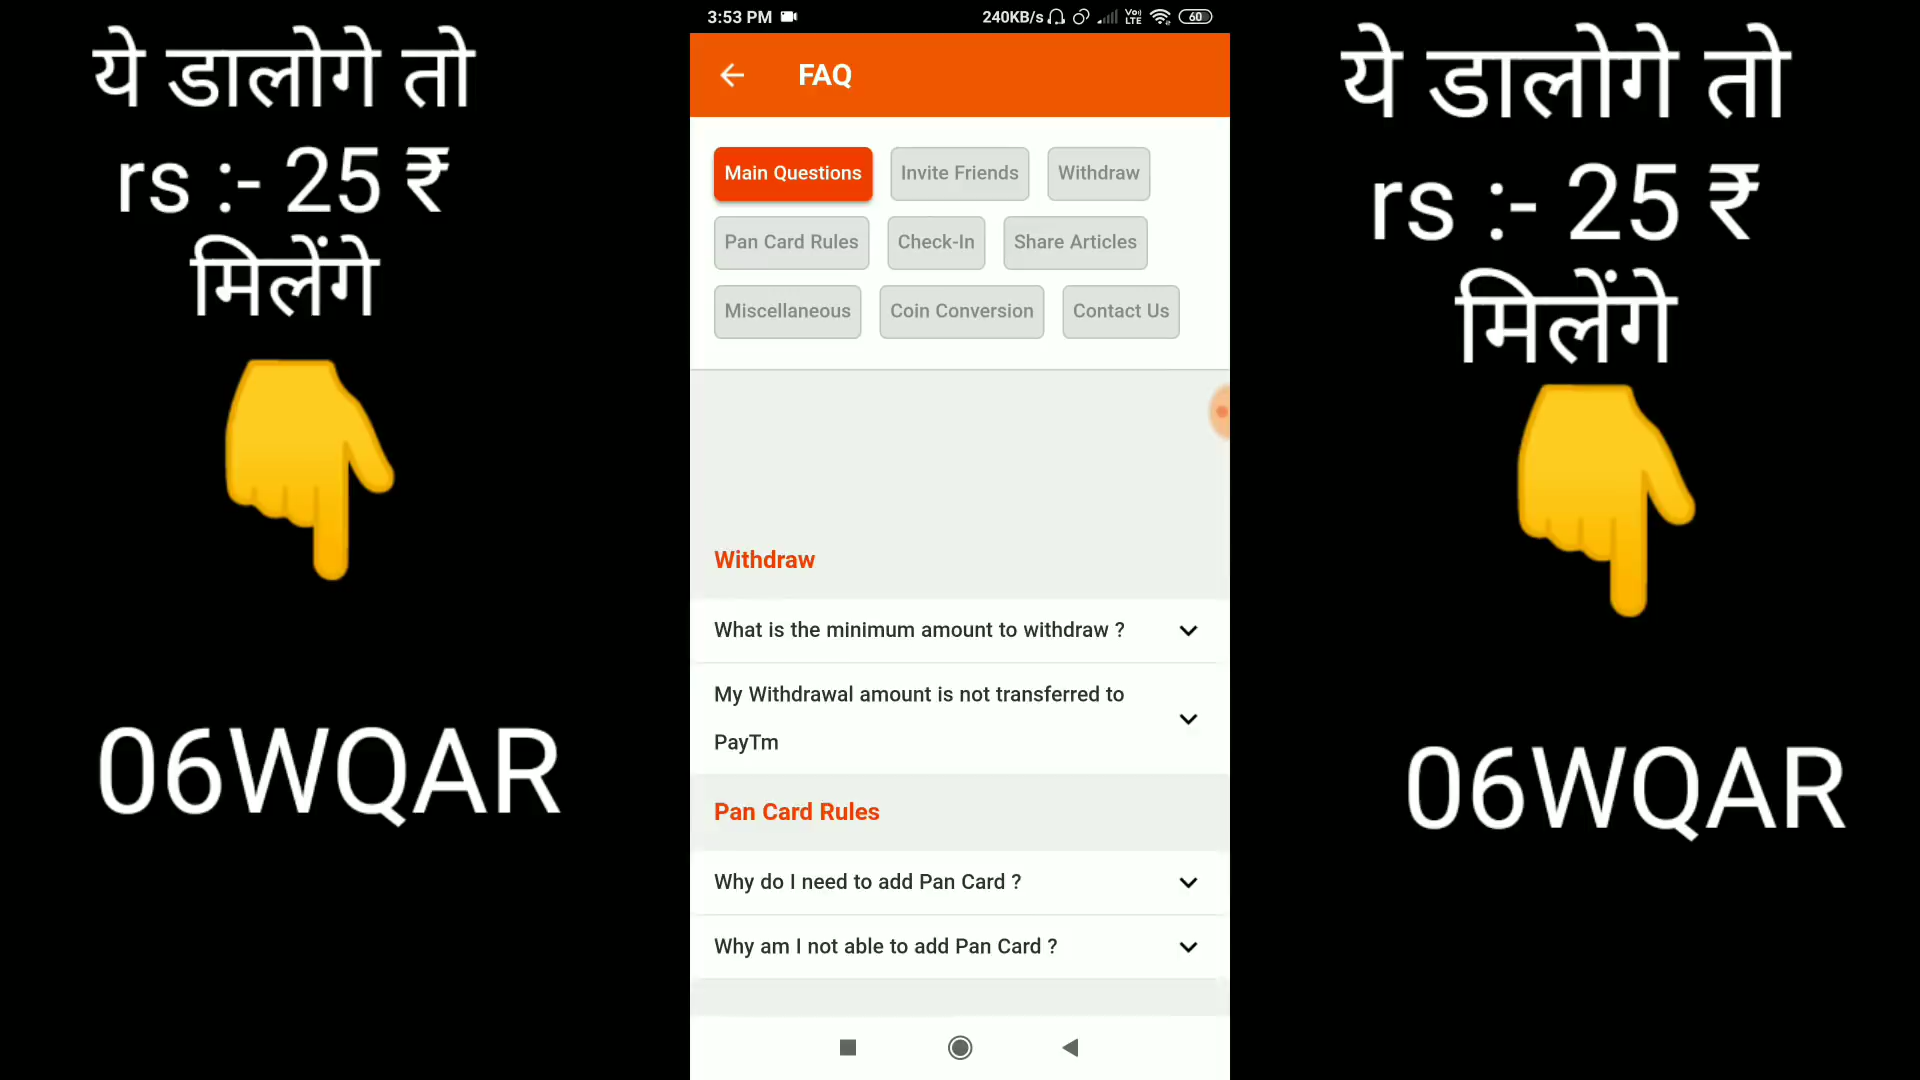 ये डालोगे तो
rs :- 25 ₹
मिलेंगे
06WQAR
3:53 PM
240KB/s
Vo))
LTE
60
FAQ
Main Questions
Invite Friends
Withdraw
Pan Card Rules
Check-In
Share Articles
Miscellaneous
Coin Conversion
Contact Us
Withdraw
What is the minimum amount to withdraw ?
My Withdrawal amount is not transferred to
PayTm
Pan Card Rules
Why do I need to add Pan Card ?
Why am I not able to add Pan Card ?
ये डालोगे तो
rs :- 25 ₹
मिलेंगे
06WQAR